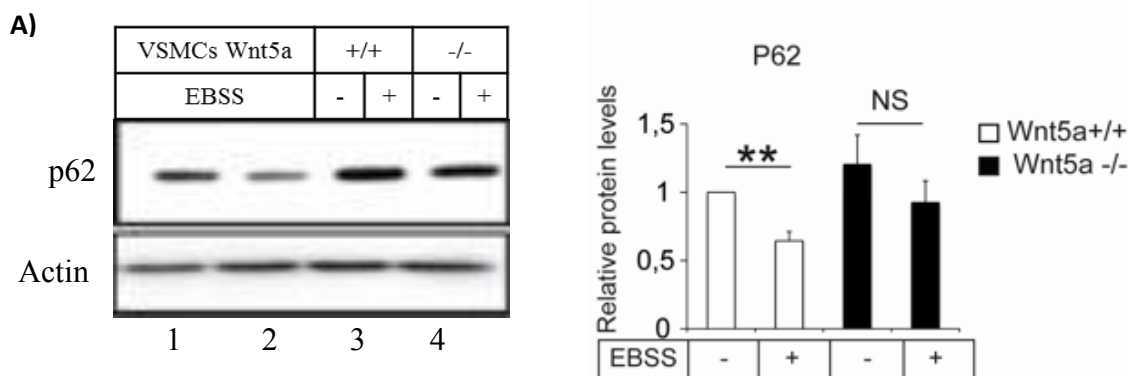 A)
VSMCs Wnt5a +/+ -/-
EBSS - + - +
p62
Actin
1 2 3 4
P62
Relative protein levels
1,5
1
0,5
0
**
NS
Wnt5a+/+
Wnt5a -/-
EBSS - + - +